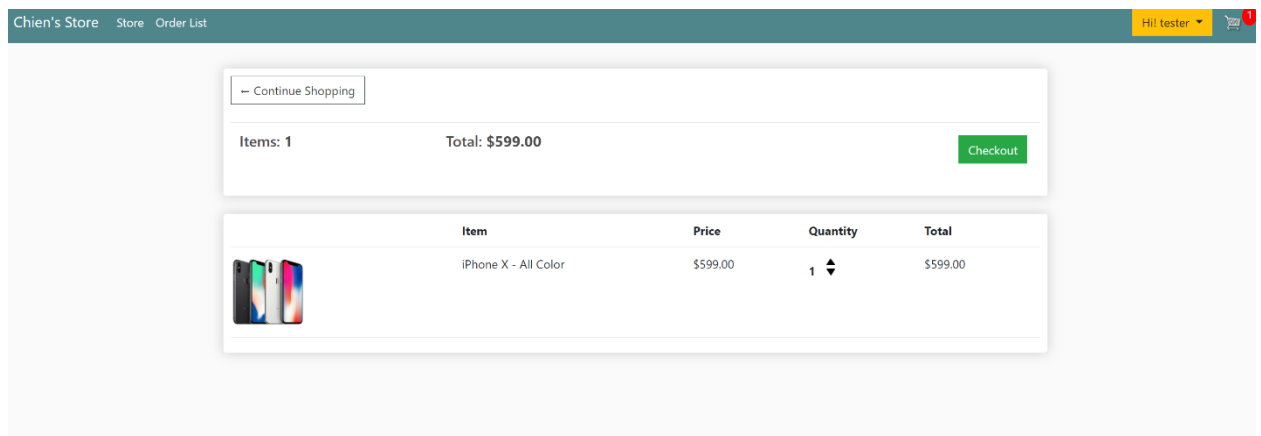 Chien's Store Store Order List Hi! tester 1
← Continue Shopping
Items: 1 Total: $599.00 Checkout
Item Price Quantity Total
iPhone X - All Color $599.00 1 $599.00